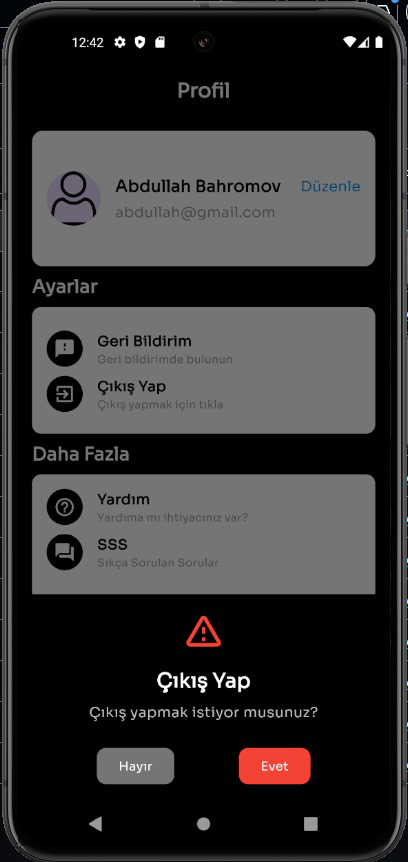 12:42
Profil
Abdullah Bahromov
Düzenle
abdullah@gmail.com
Ayarlar
Geri Bildirim
Geri bildirimde bulunun
Çıkış Yap
Çıkış yapmak için tıkla
Daha Fazla
Yardım
Yardıma mı ihtiyacınız var?
SSS
Sıkça Sorulan Sorular
Çıkış Yap
Çıkış yapmak istiyor musunuz?
Hayır
Evet